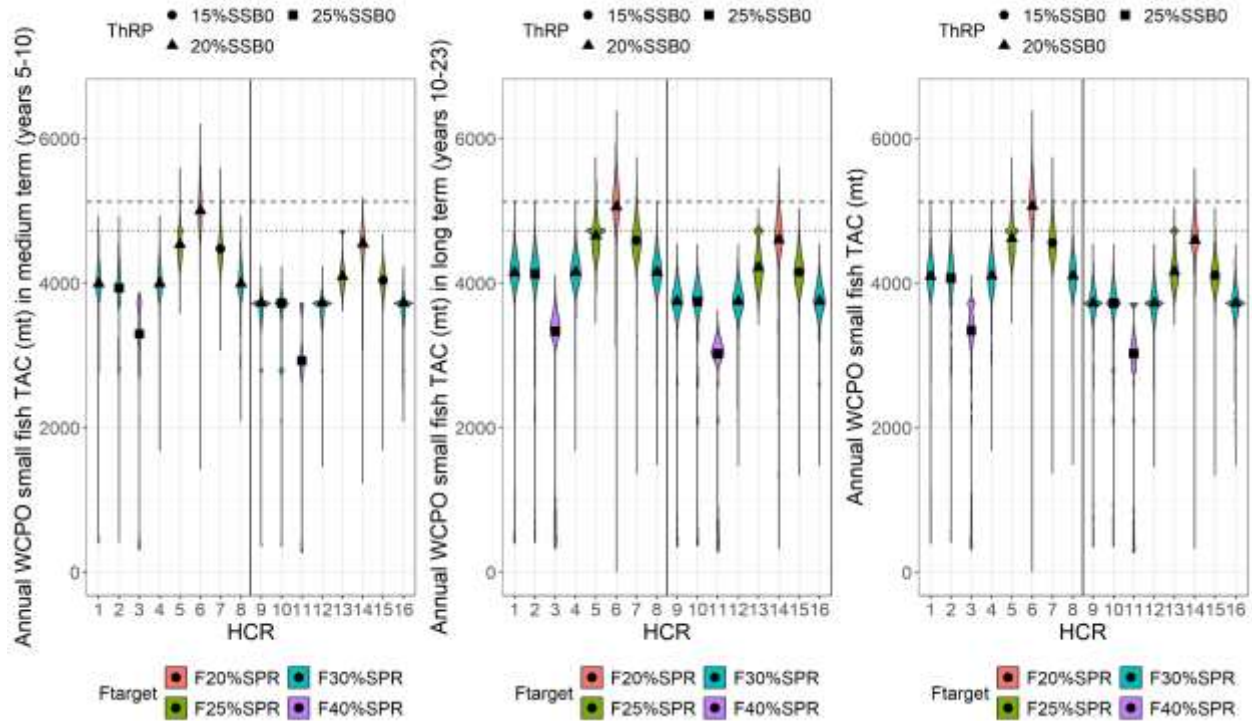 ThRP ● 15%SSB0 ■ 25%SSB0
▲ 20%SSB0
Annual WCPO small fish TAC (mt) in medium term (years 5-10)
6000
4000
2000
0
1 2 3 4 5 6 7 8 9 10 11 12 13 14 15 16
HCR
Ftarget F20%SPR F30%SPR
F25%SPR F40%SPR
ThRP ● 15%SSB0 ■ 25%SSB0
▲ 20%SSB0
Annual WCPO small fish TAC (mt) in long term (years 10-23)
6000
4000
2000
0
1 2 3 4 5 6 7 8 9 10 11 12 13 14 15 16
HCR
Ftarget F20%SPR F30%SPR
F25%SPR F40%SPR
ThRP ● 15%SSB0 ■ 25%SSB0
▲ 20%SSB0
Annual WCPO small fish TAC (mt)
6000
4000
2000
0
1 2 3 4 5 6 7 8 9 10 11 12 13 14 15 16
HCR
Ftarget F20%SPR F30%SPR
F25%SPR F40%SPR